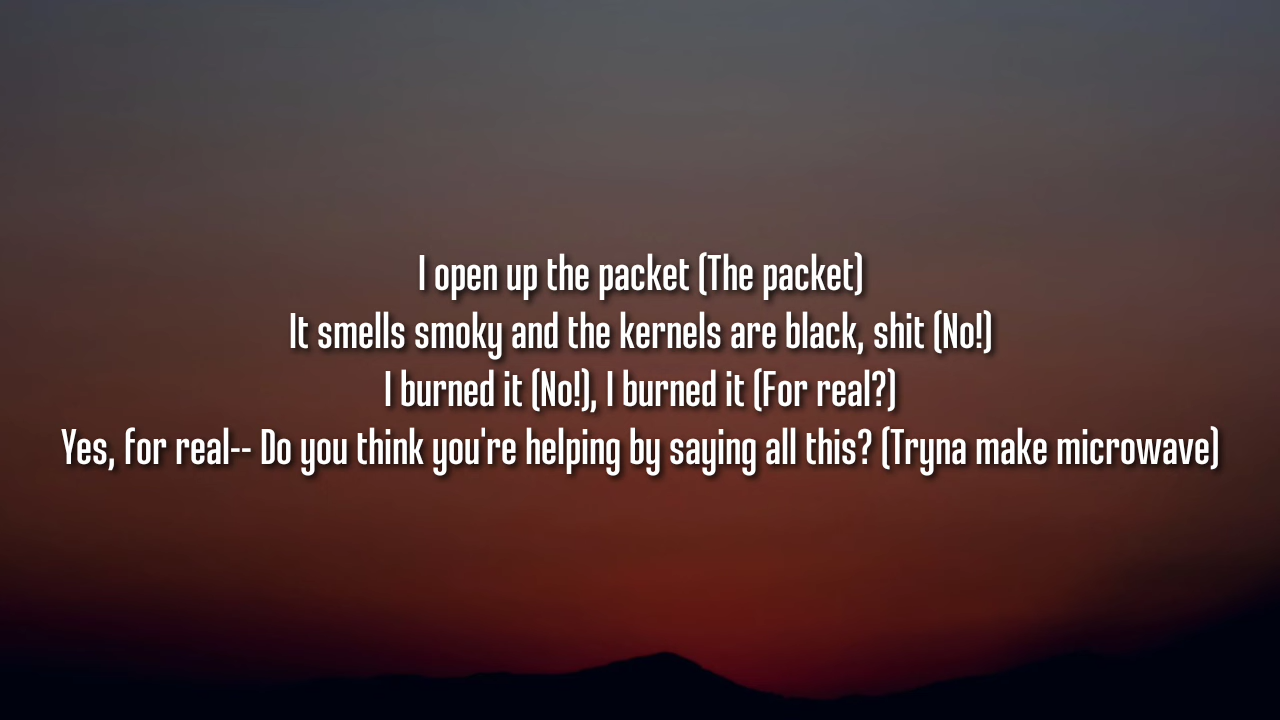 I open up the packet (The packet)
It smells smoky and the kernels are black, shit (No!)
I burned it (No!), I burned it (For real?)
Yes, for real-- Do you think you're helping by saying all this? (Tryna make microwave)